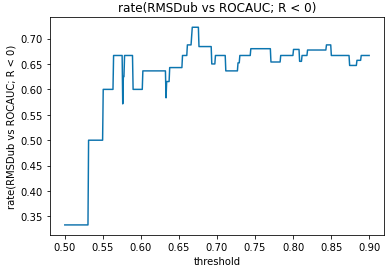 rate(RMSDub vs ROCAUC; R < 0)
rate(RMSDub vs ROCAUC; R < 0)
0.70
0.65
0.60
0.55
0.50
0.45
0.40
0.35
0.50 0.55 0.60 0.65 0.70 0.75 0.80 0.85 0.90
threshold